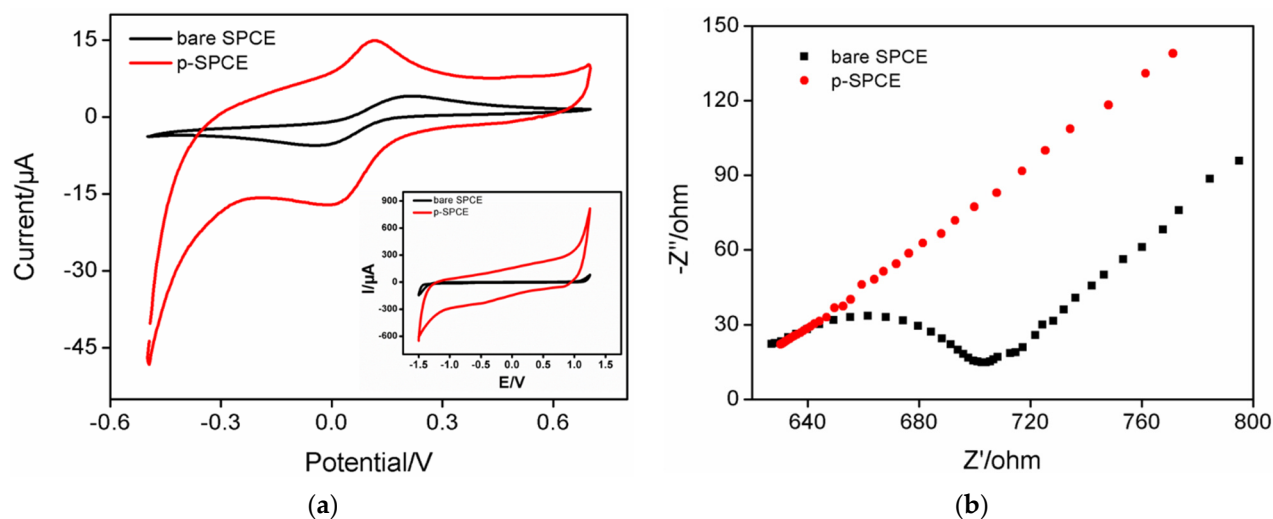 bare SPCE
p-SPCE
15
0
-15
-30
-45
Current/µA
-0.6
-0.3
0.0
0.3
0.6
Potential/V
bare SPCE
p-SPCE
900
600
300
0
-300
-600
I/µA
-1.5
-1.0
-0.5
0.0
0.5
1.0
1.5
E/V
(a)
bare SPCE
p-SPCE
150
120
90
60
30
0
-Z''/ohm
640
680
720
760
800
Z'/ohm
(b)